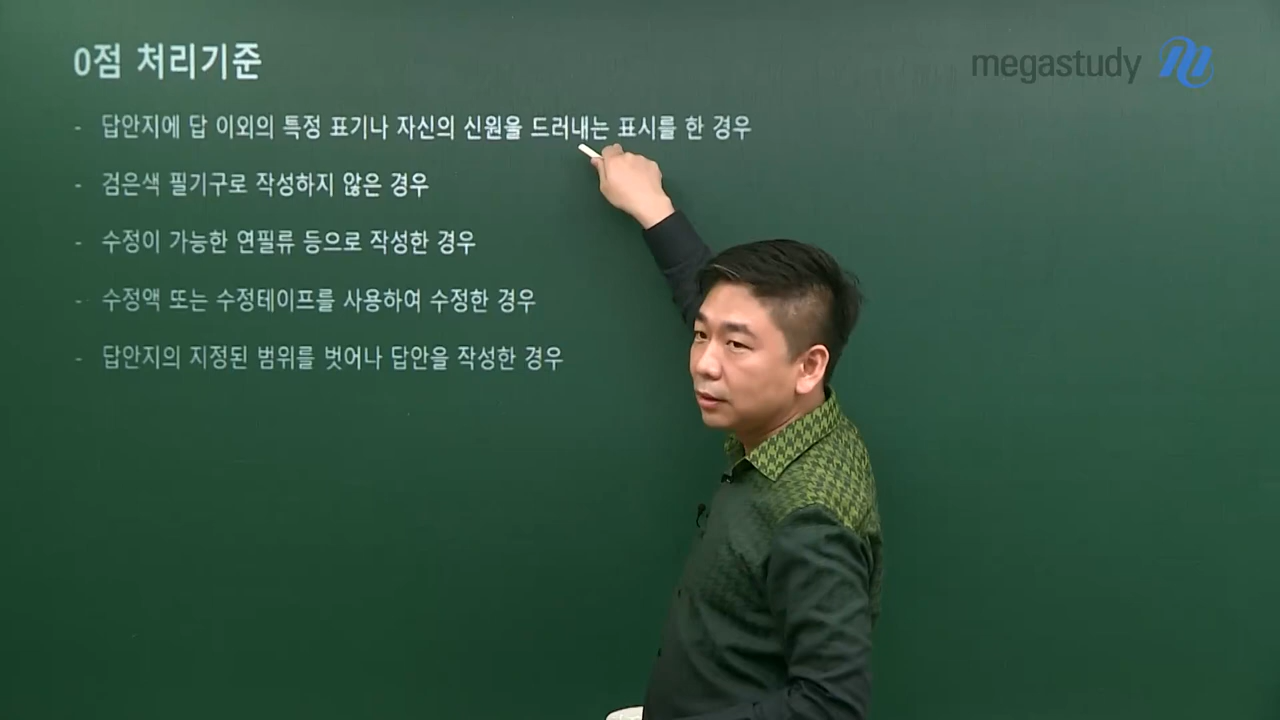 0점 처리기준
megastudy
- 답안지에 답 이외의 특정 표기나 자신의 신원을 드러내는 표시를 한 경우
- 검은색 필기구로 작성하지 않은 경우
- 수정이 가능한 연필류 등으로 작성한 경우
- 수정액 또는 수정테이프를 사용하여 수정한 경우
- 답안지의 지정된 범위를 벗어나 답안을 작성한 경우